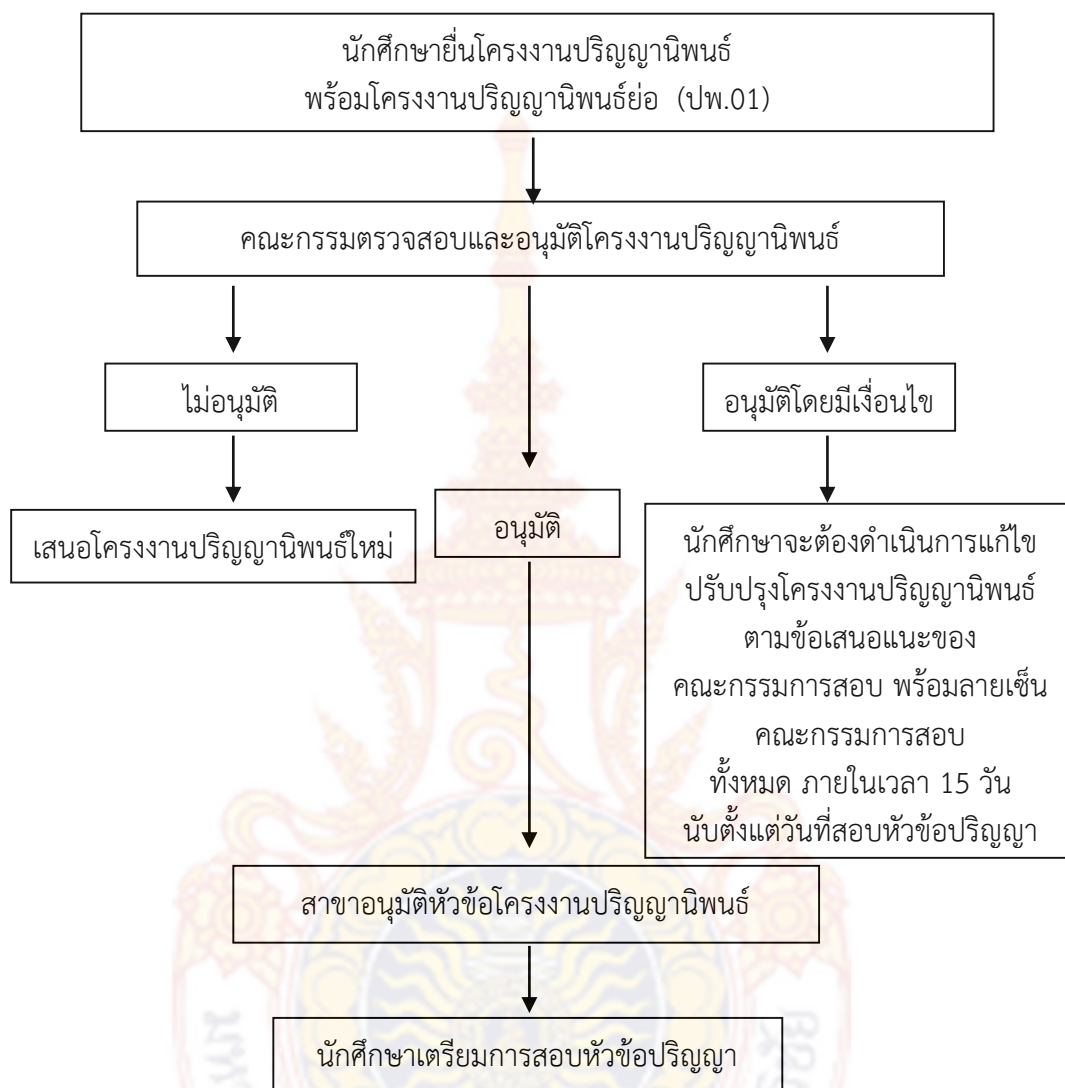 นักศึกษายื่นโครงงานปริญญานิพนธ์
พร้อมโครงงานปริญญานิพนธ์ย่อ (ปพ.01)
คณะกรรมตรวจสอบและอนุมัติโครงงานปริญญานิพนธ์
ไม่อนุมัติ
อนุมัติโดยมีเงื่อนไข
เสนอโครงงานปริญญานิพนธ์ใหม่
อนุมัติ
นักศึกษาจะต้องดำเนินการแก้ไข
ปรับปรุงโครงงานปริญญานิพนธ์
ตามข้อเสนอแนะของ
คณะกรรมการสอบ พร้อมลายเซ็น
คณะกรรมการสอบ
ทั้งหมด ภายในเวลา 15 วัน
นับตั้งแต่วันที่สอบหัวข้อปริญญา
สาขาอนุมัติหัวข้อโครงงานปริญญานิพนธ์
นักศึกษาเตรียมการสอบหัวข้อปริญญา